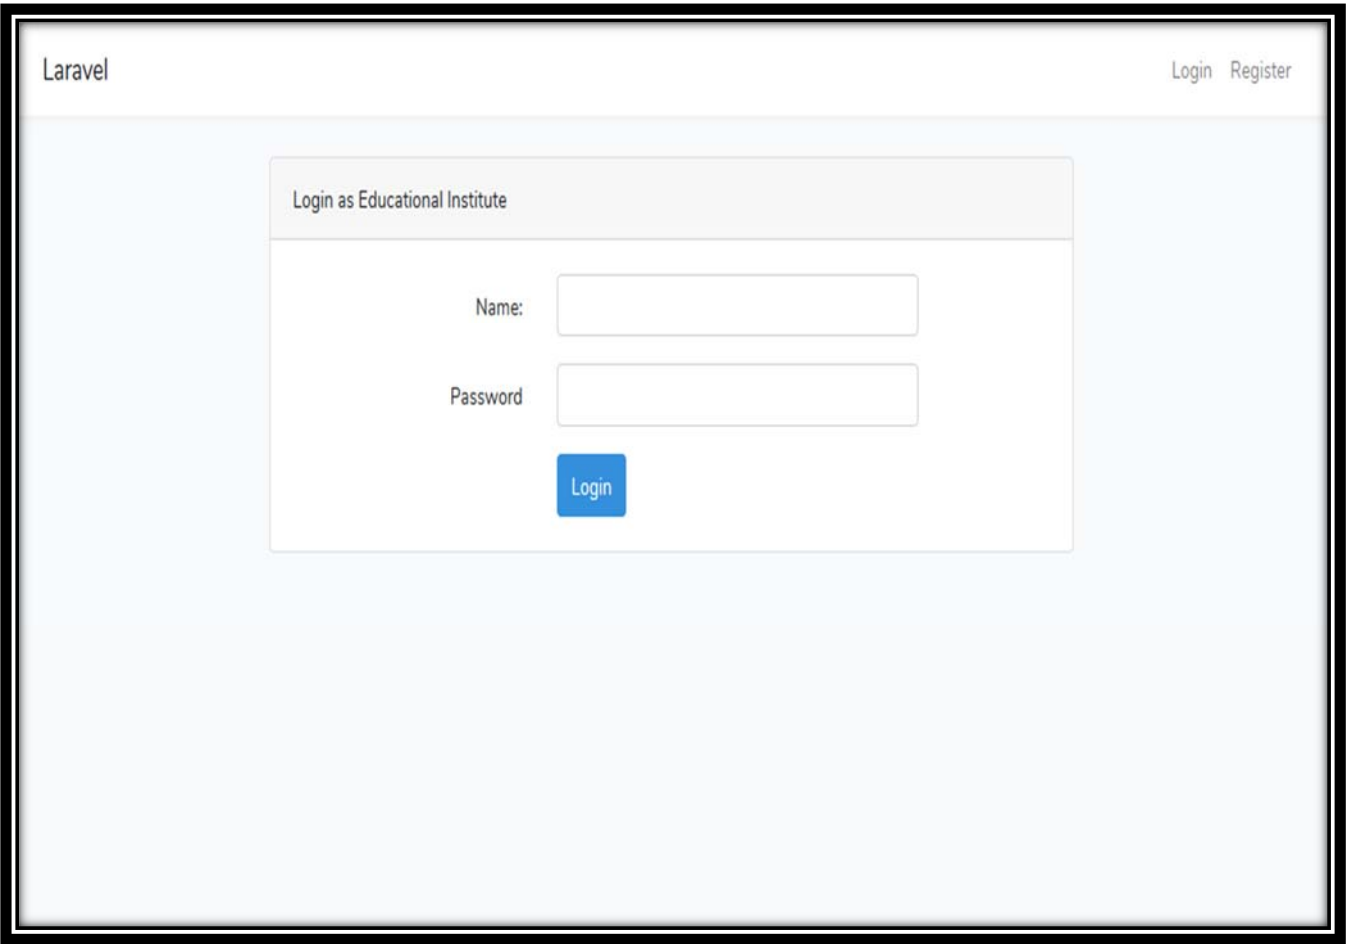 Laravel
Login Register
Login as Educational Institute
Name:
Password
Login